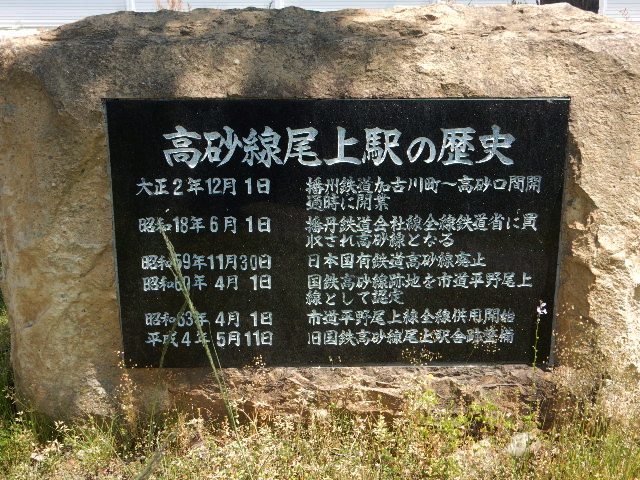 高砂線尾上駅の歴史
大正2年12月1日 播州鉄道加古川町～高砂口間開
通時に開業
昭和18年6月1日 播丹鉄道会社線全線鉄道省に買
収され高砂線となる
昭和59年11月30日 日本国有鉄道高砂線廃止
昭和60年4月1日 国鉄高砂線跡地を市道平野尾上
線として認定
昭和63年4月1日 市道平野尾上線全線供用開始
平成4年5月11日 旧国鉄高砂線尾上駅舎跡整備